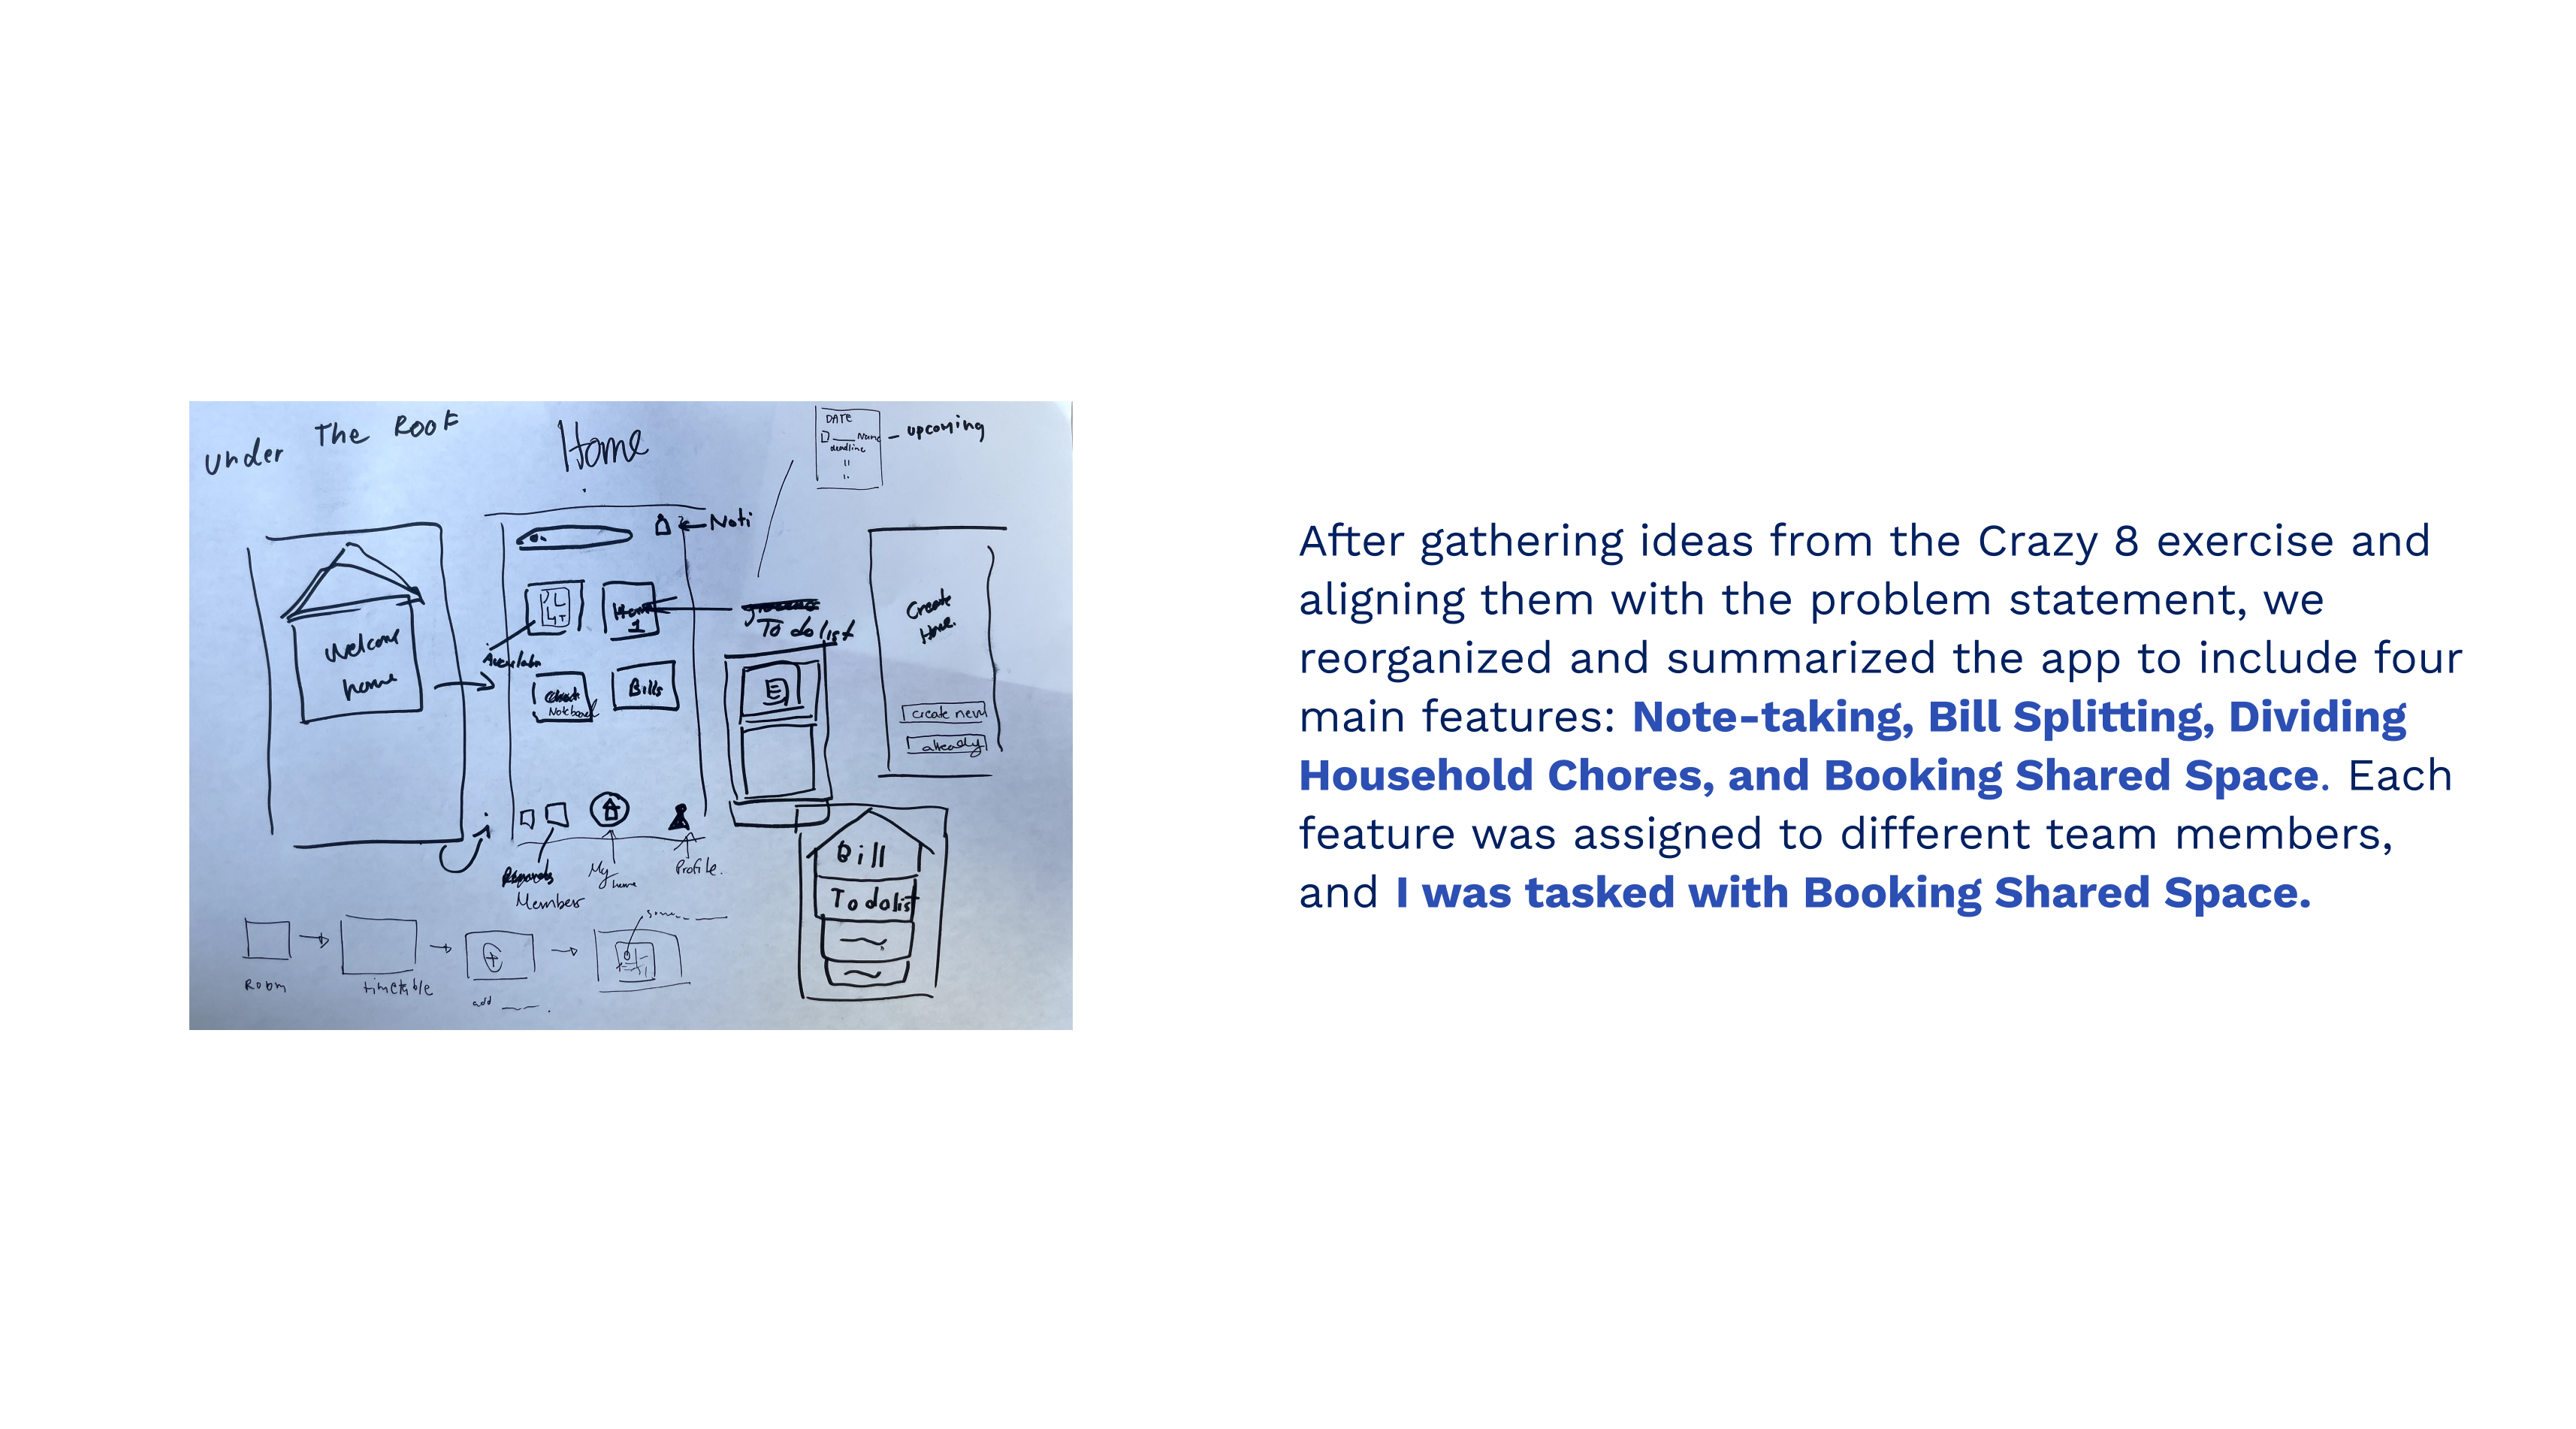 under The Roof
Home
DATE
Name
deadline
upcoming
Noti
Welcome
home
1
To do list
Create
Home.
Notebook
Bills
create new
already
Members
My
home
Profile.
Bill
To do list
Room
timetable
add
After gathering ideas from the Crazy 8 exercise and
aligning them with the problem statement, we
reorganized and summarized the app to include four
main features: Note-taking, Bill Splitting, Dividing
Household Chores, and Booking Shared Space. Each
feature was assigned to different team members,
and I was tasked with Booking Shared Space.